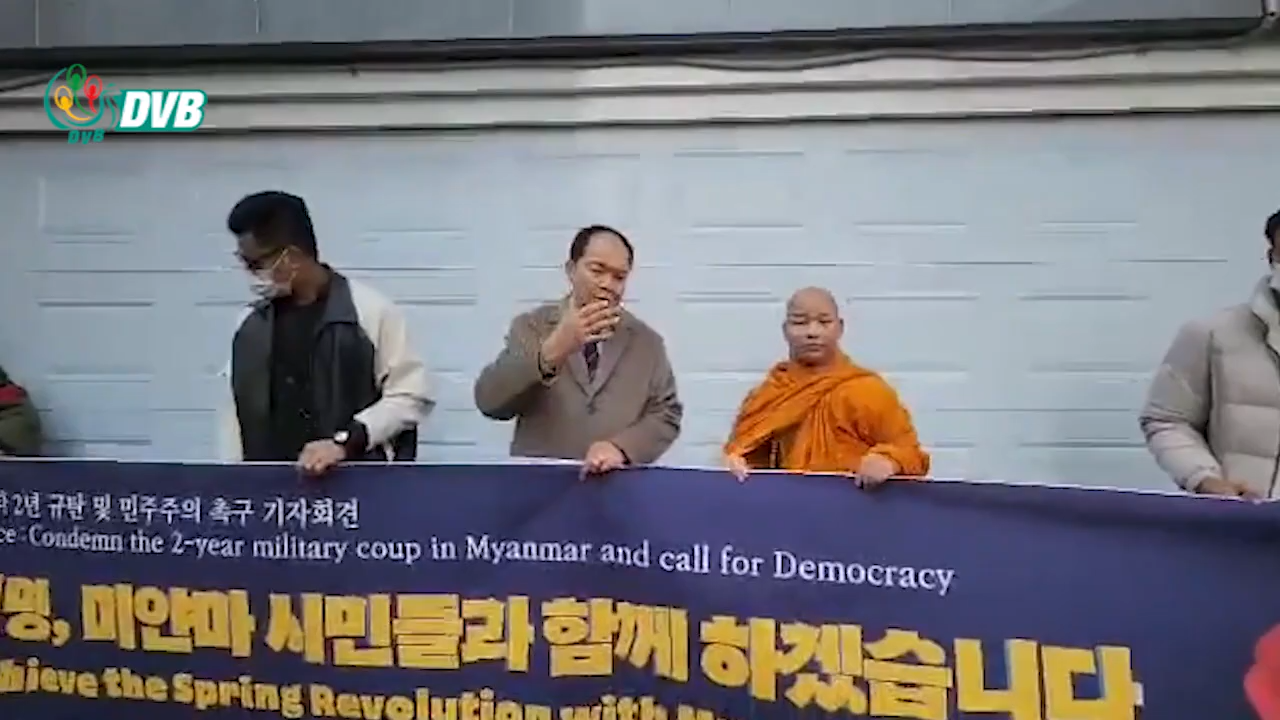 DVB
DVB
2년 규탄 및 민주주의 촉구 기자회견
Condemn the 2-year military coup in Myanmar and call for Democracy
미얀마 시민들과 함께 하겠습니다
the Spring Revolution with